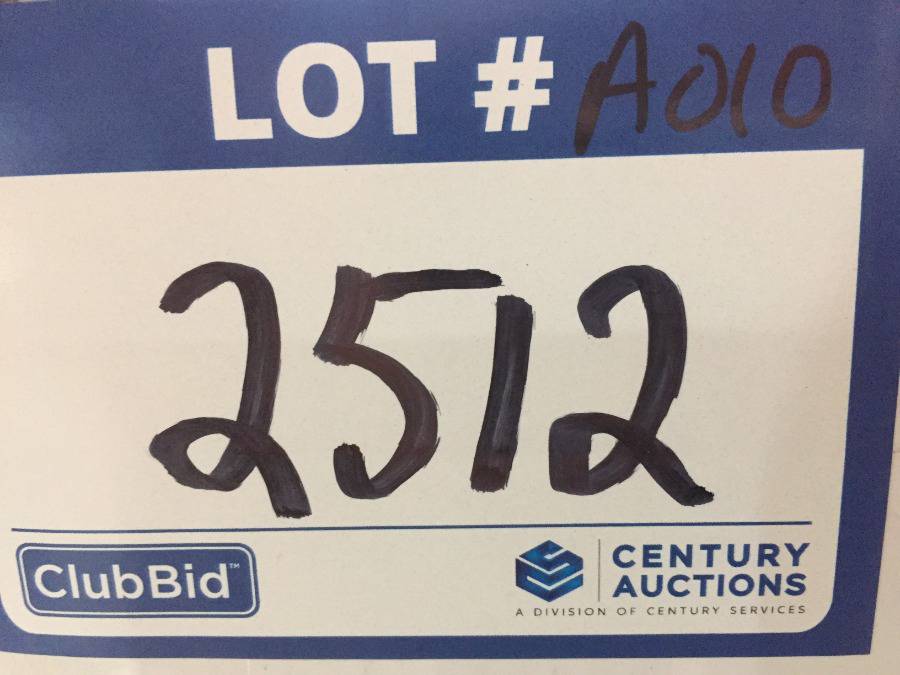 LOT # A010
2512
ClubBid™
CENTURY
AUCTIONS
A DIVISION OF CENTURY SERVICES